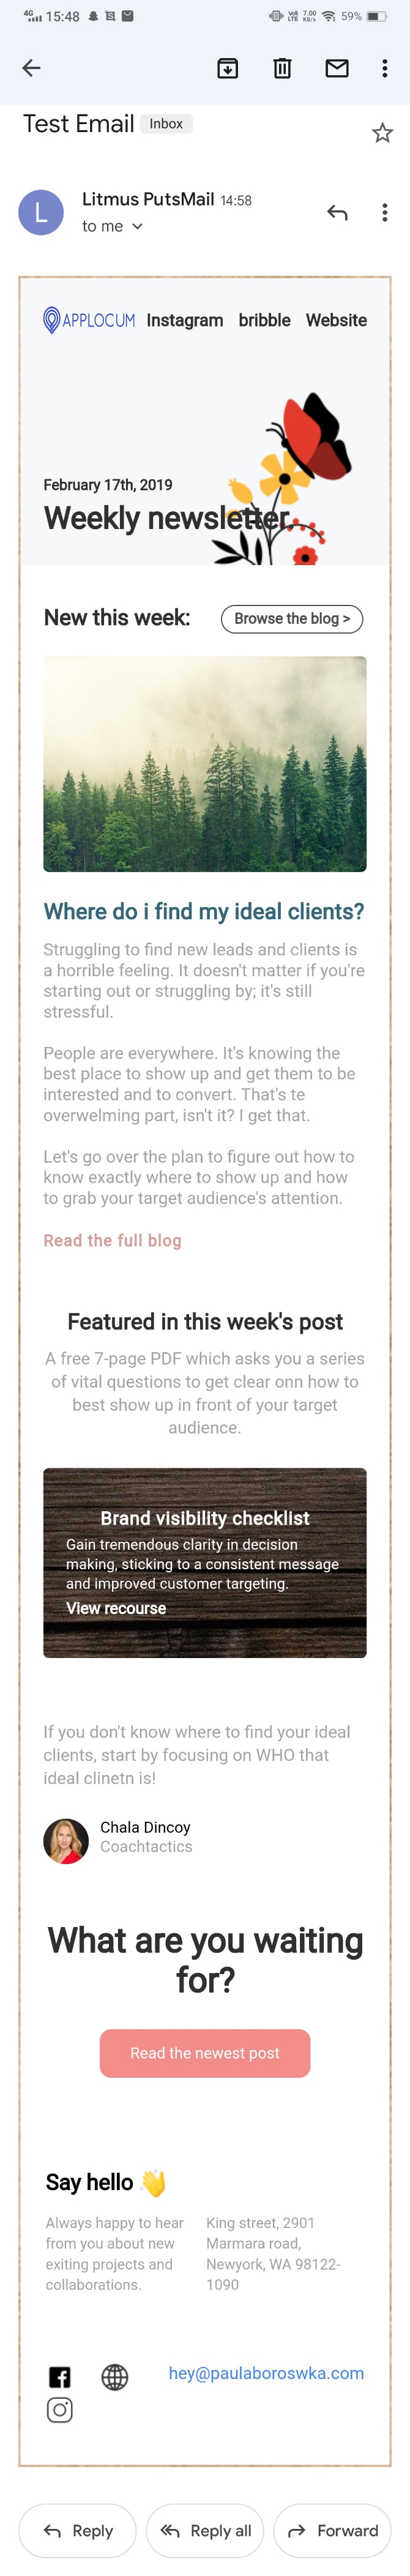 4G 15:48 VoLTE 7.00 KB/s 59%
Test Email Inbox
L
Litmus PutsMail 14:58
to me
APPLOCUM Instagram bribble Website
February 17th, 2019
Weekly newsletter
New this week: Browse the blog >
Where do i find my ideal clients?
Struggling to find new leads and clients is
a horrible feeling. It doesn't matter if you're
starting out or struggling by; it's still
stressful.
People are everywhere. It's knowing the
best place to show up and get them to be
interested and to convert. That's te
overwelming part, isn't it? I get that.
Let's go over the plan to figure out how to
know exactly where to show up and how
to grab your target audience's attention.
Read the full blog
Featured in this week's post
A free 7-page PDF which asks you a series
of vital questions to get clear onn how to
best show up in front of your target
audience.
Brand visibility checklist
Gain tremendous clarity in decision
making, sticking to a consistent message
and improved customer targeting.
View recourse
If you don't know where to find your ideal
clients, start by focusing on WHO that
ideal clinetn is!
Chala Dincoy
Coachtactics
What are you waiting
for?
Read the newest post
Say hello 👋
Always happy to hear
from you about new
exiting projects and
collaborations.
King street, 2901
Marmara road,
Newyork, WA 98122-
1090
hey@paulaboroswka.com
Reply Reply all Forward